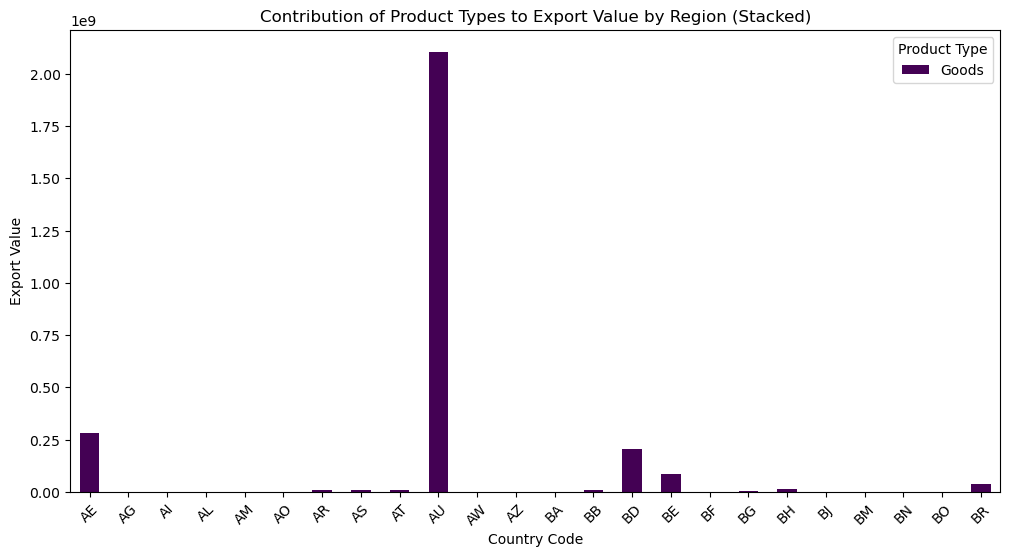 Contribution of Product Types to Export Value by Region (Stacked)
1e9
Product Type
Goods
2.00
1.75
1.50
1.25
1.00
0.75
0.50
0.25
0.00
Export Value
AE AG AI AL AM AO AR AS AT AU AW AZ BA BB BD BE BF BG BH BJ BM BN BO BR
Country Code